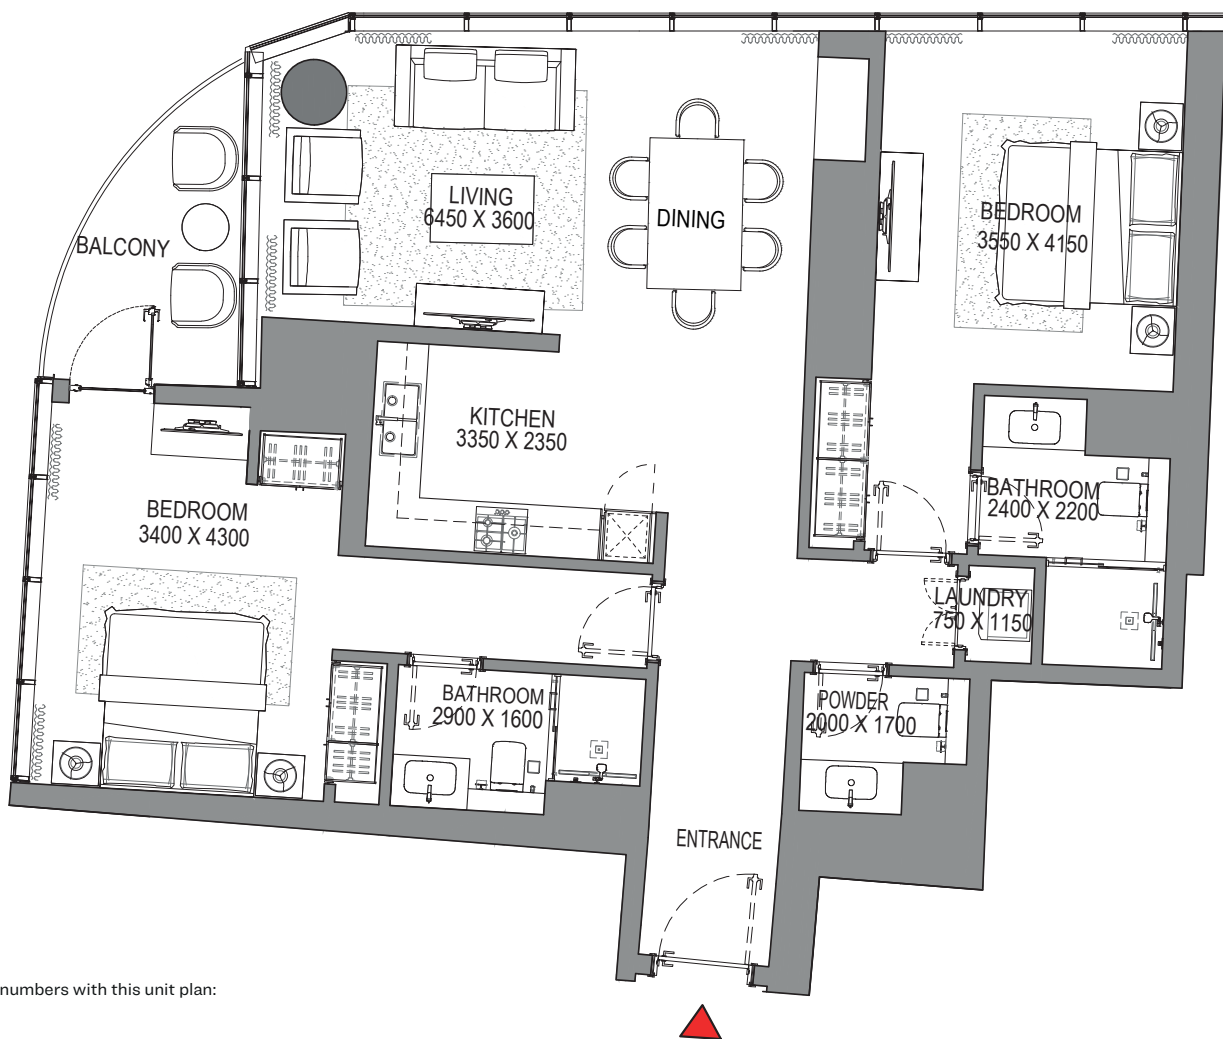 LIVING
6450 X 3600
DINING
BEDROOM
3550 X 4150
BALCONY
KITCHEN
3350 X 2350
BEDROOM
3400 X 4300
BATHROOM
2400 X 2200
LAUNDRY
750 X 1150
BATHROOM
2900 X 1600
POWDER
2000 X 1700
ENTRANCE
numbers with this unit plan: